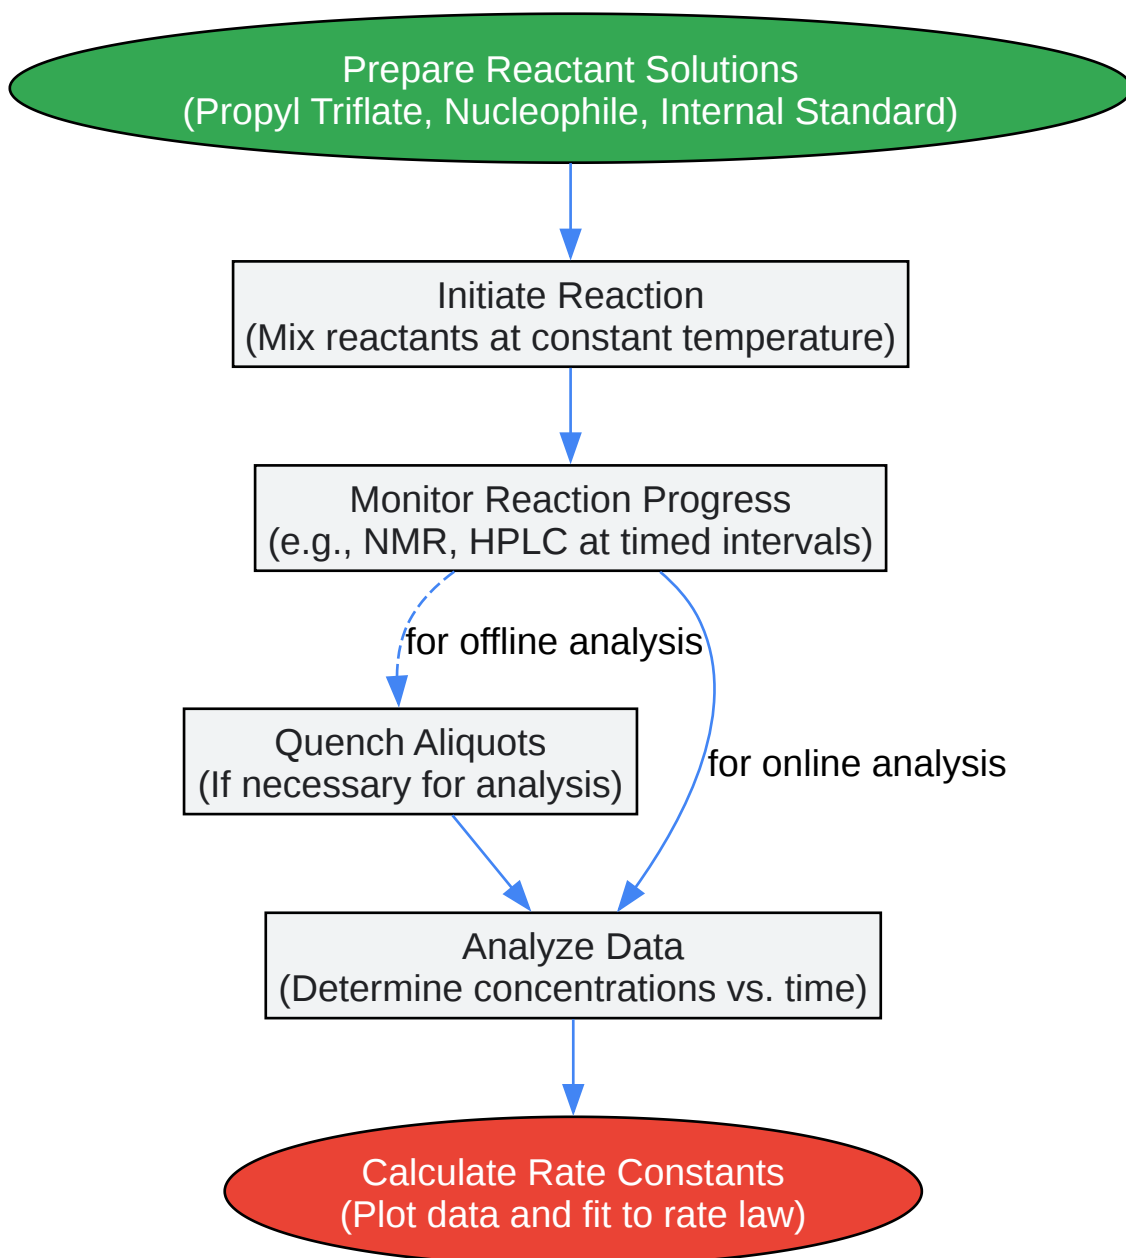 Prepare Reactant Solutions
(Propyl Triflate, Nucleophile, Internal Standard)
Initiate Reaction
(Mix reactants at constant temperature)
Monitor Reaction Progress
(e.g., NMR, HPLC at timed intervals)
for offline analysis
Quench Aliquots
(If necessary for analysis)
for online analysis
Analyze Data
(Determine concentrations vs. time)
Calculate Rate Constants
(Plot data and fit to rate law)